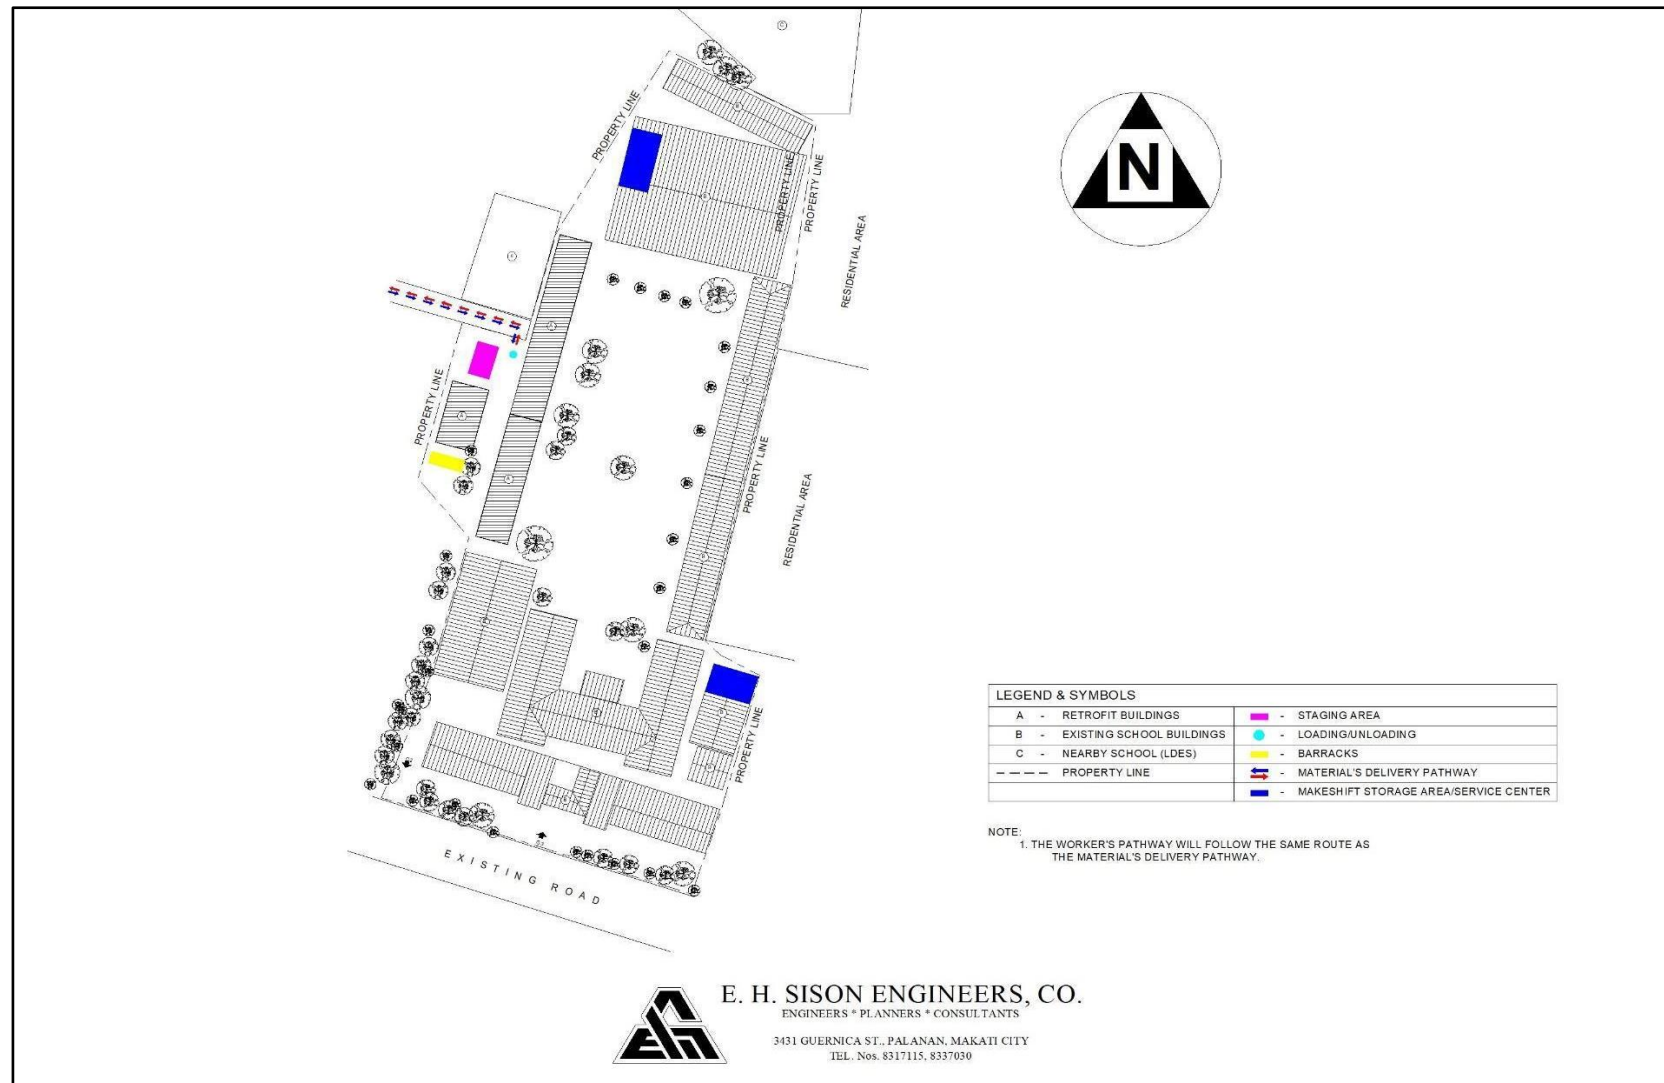 C
PROPERTY LINE
B
PROPERTY LINE
PROPERTY LINE
B
RESIDENTIAL AREA
C
A
PROPERTY LINE
A
PROPERTY LINE
A
RESIDENTIAL AREA
PROPERTY LINE
EXISTING ROAD
N
LEGEND & SYMBOLS
A - RETROFIT BUILDINGS - STAGING AREA
B - EXISTING SCHOOL BUILDINGS - LOADING/UNLOADING
C - NEARBY SCHOOL (LDES) - BARRACKS
PROPERTY LINE - MATERIAL'S DELIVERY PATHWAY
- MAKESHIFT STORAGE AREA/SERVICE CENTER
NOTE:
1. THE WORKER'S PATHWAY WILL FOLLOW THE SAME ROUTE AS
THE MATERIAL'S DELIVERY PATHWAY.
E. H. SISON ENGINEERS, CO.
ENGINEERS * PLANNERS * CONSULTANTS
3431 GUERNICA ST., PALANAN, MAKATI CITY
TEL. Nos. 8317115, 8337030